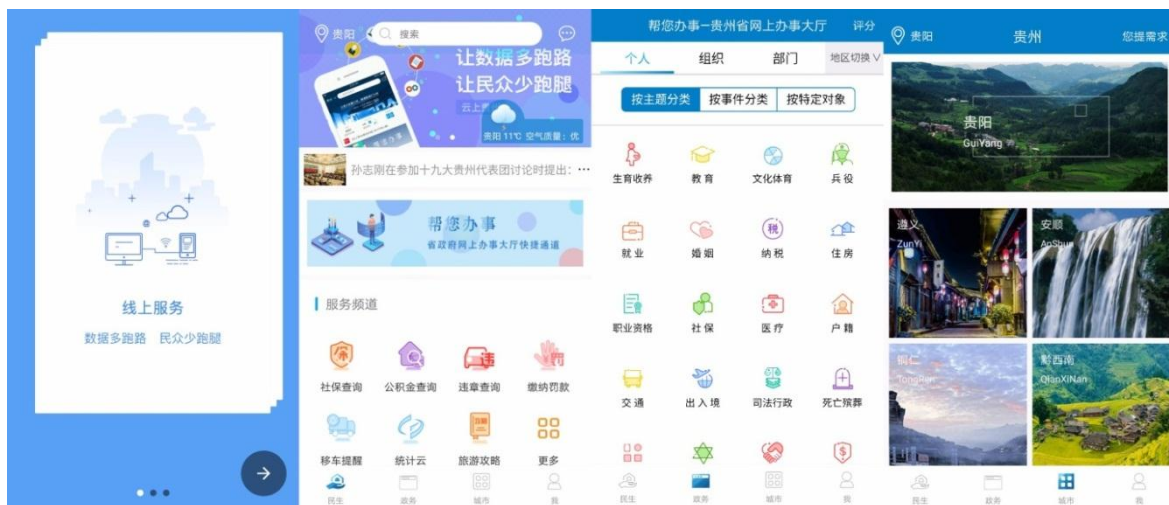 线上服务
数据多跑路 民众少跑腿
贵阳
搜索
让数据多跑路
让民众少跑腿
云上
贵阳 11℃ 空气质量：优
孙志刚在参加十九大贵州代表团讨论时提出：···
帮您办事
省政府网上办事大厅快捷通道
服务频道
社保查询 公积金查询 违章查询 缴纳罚款
移车提醒 统计云 旅游攻略 更多
民生 政务 城市 我
帮您办事-贵州省网上办事大厅 评分
个人 组织 部门 地区切换
按主题分类 按事件分类 按特定对象
生育收养 教育 文化体育 兵役
就业 婚姻 纳税 住房
职业资格 社保 医疗 户籍
交通 出入境 司法行政 死亡殡葬
民生 政务 城市 我
贵阳 贵州 您提需求
贵阳
GuiYang
遵义
ZunYi
安顺
AnShun
铜仁
TongRen
黔西南
QianXiNan
民生 政务 城市 我